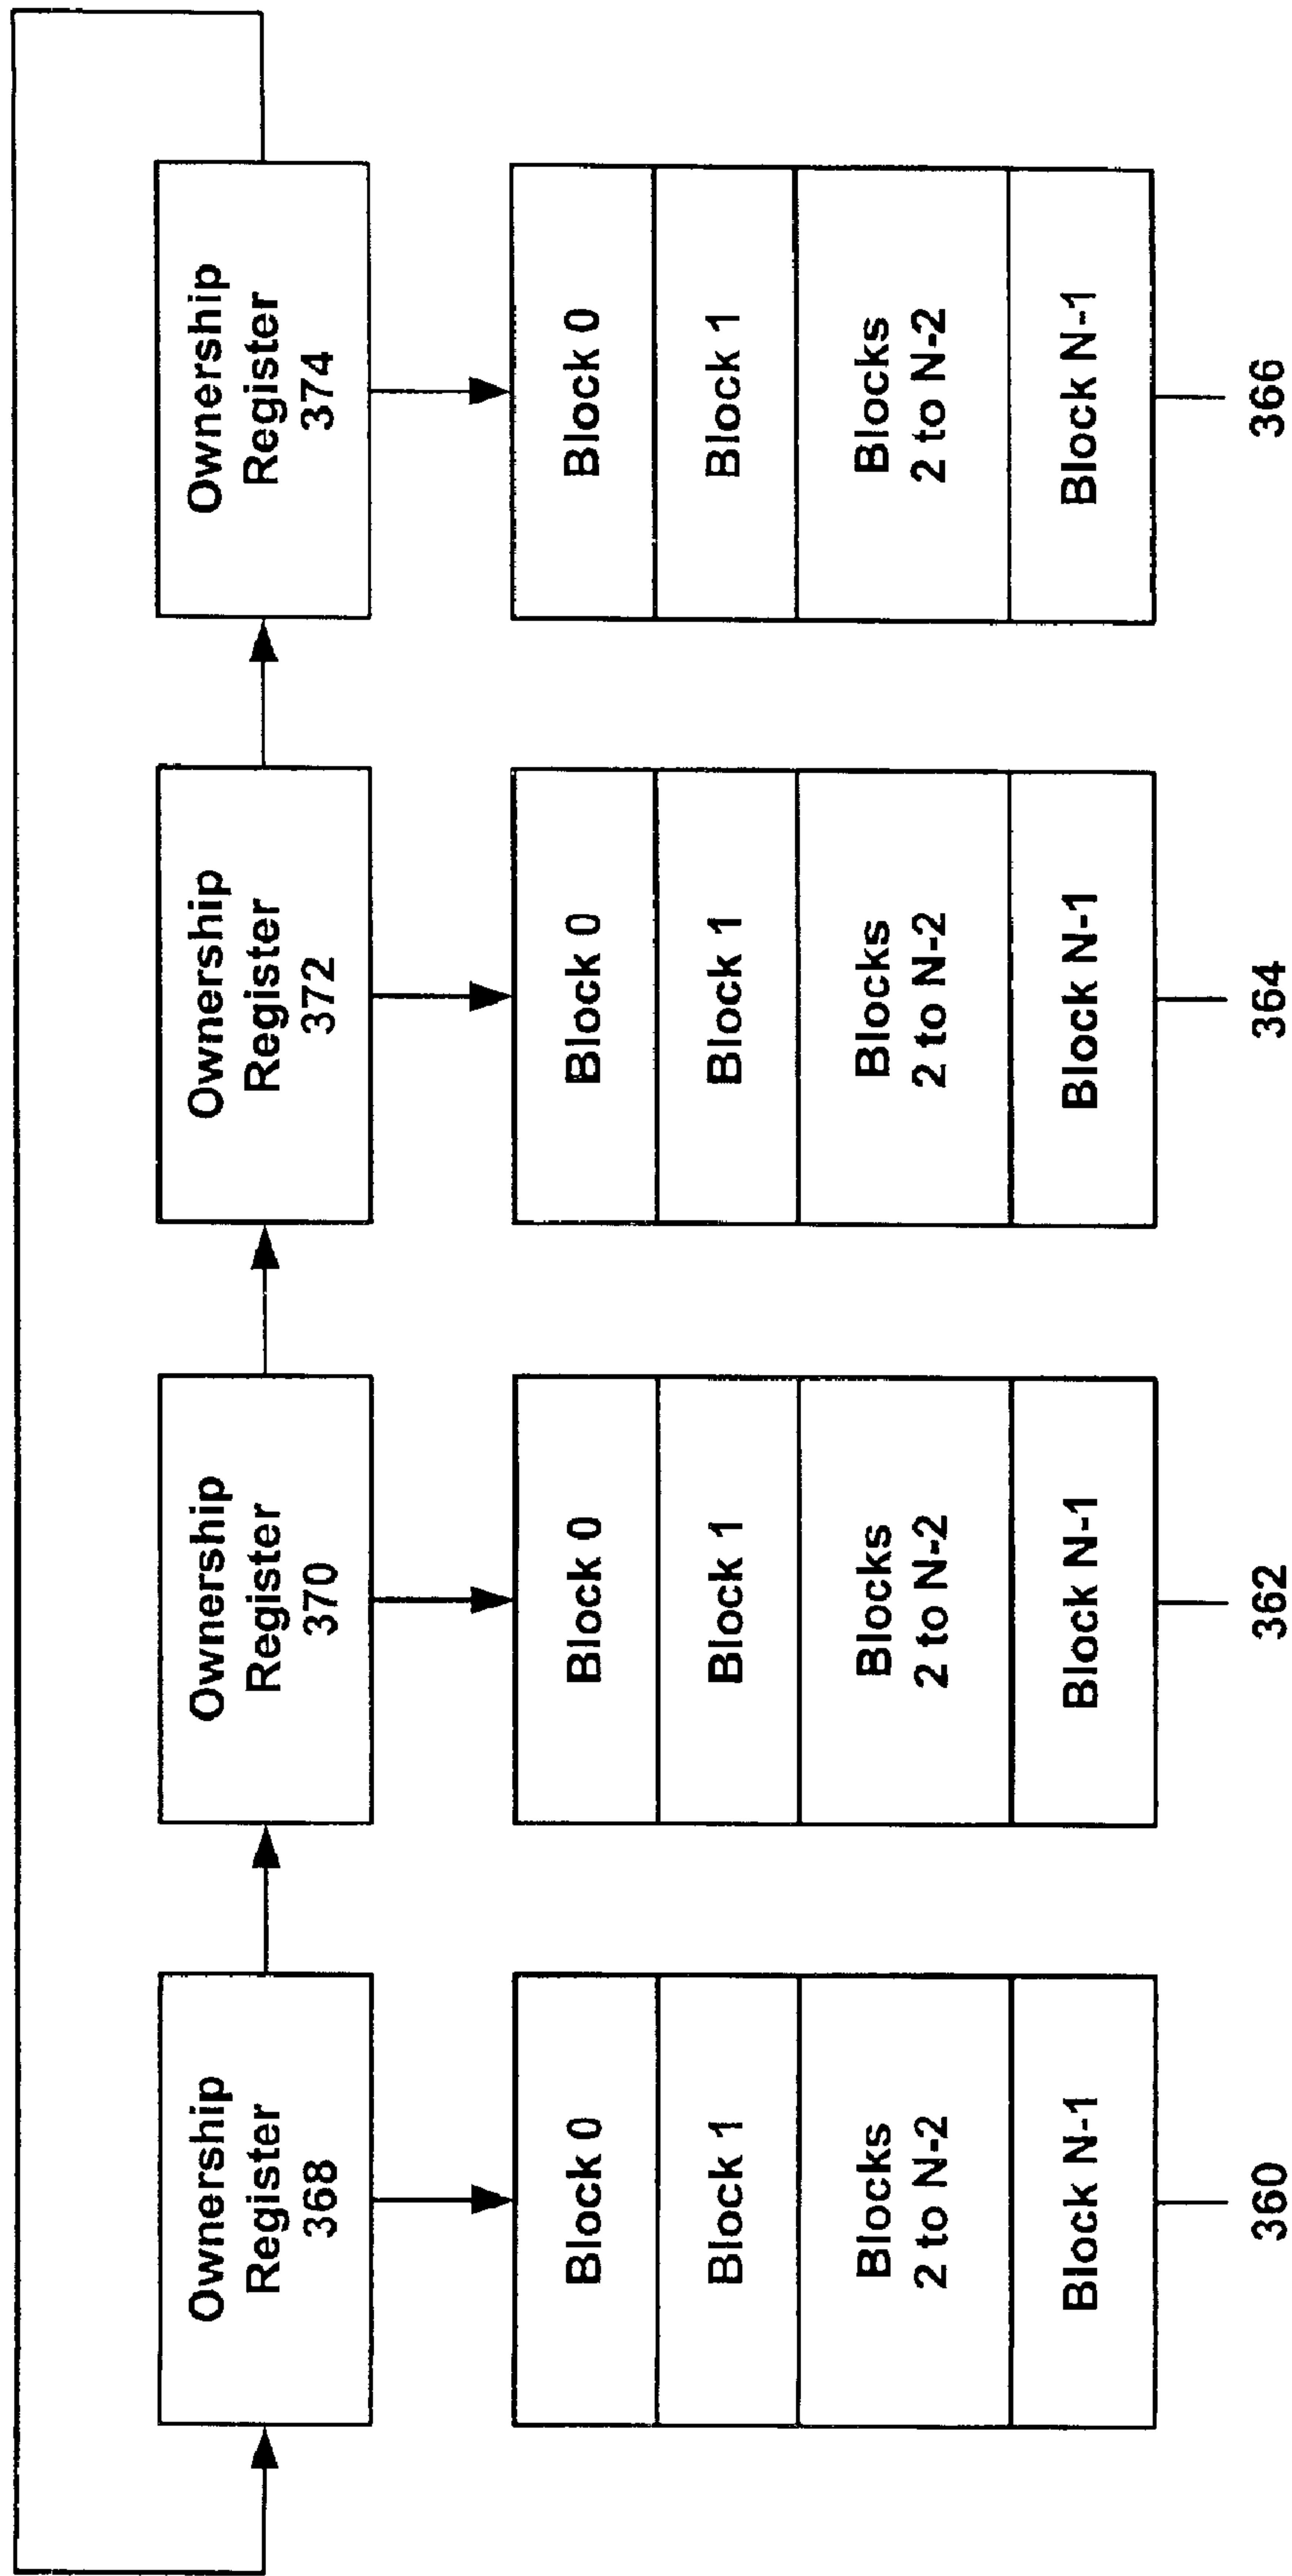 Ownership
Register
368
Ownership
Register
370
Ownership
Register
372
Ownership
Register
374
Block 0
Block 1
Blocks
2 to N-2
Block N-1
360
Block 0
Block 1
Blocks
2 to N-2
Block N-1
362
Block 0
Block 1
Blocks
2 to N-2
Block N-1
364
Block 0
Block 1
Blocks
2 to N-2
Block N-1
366